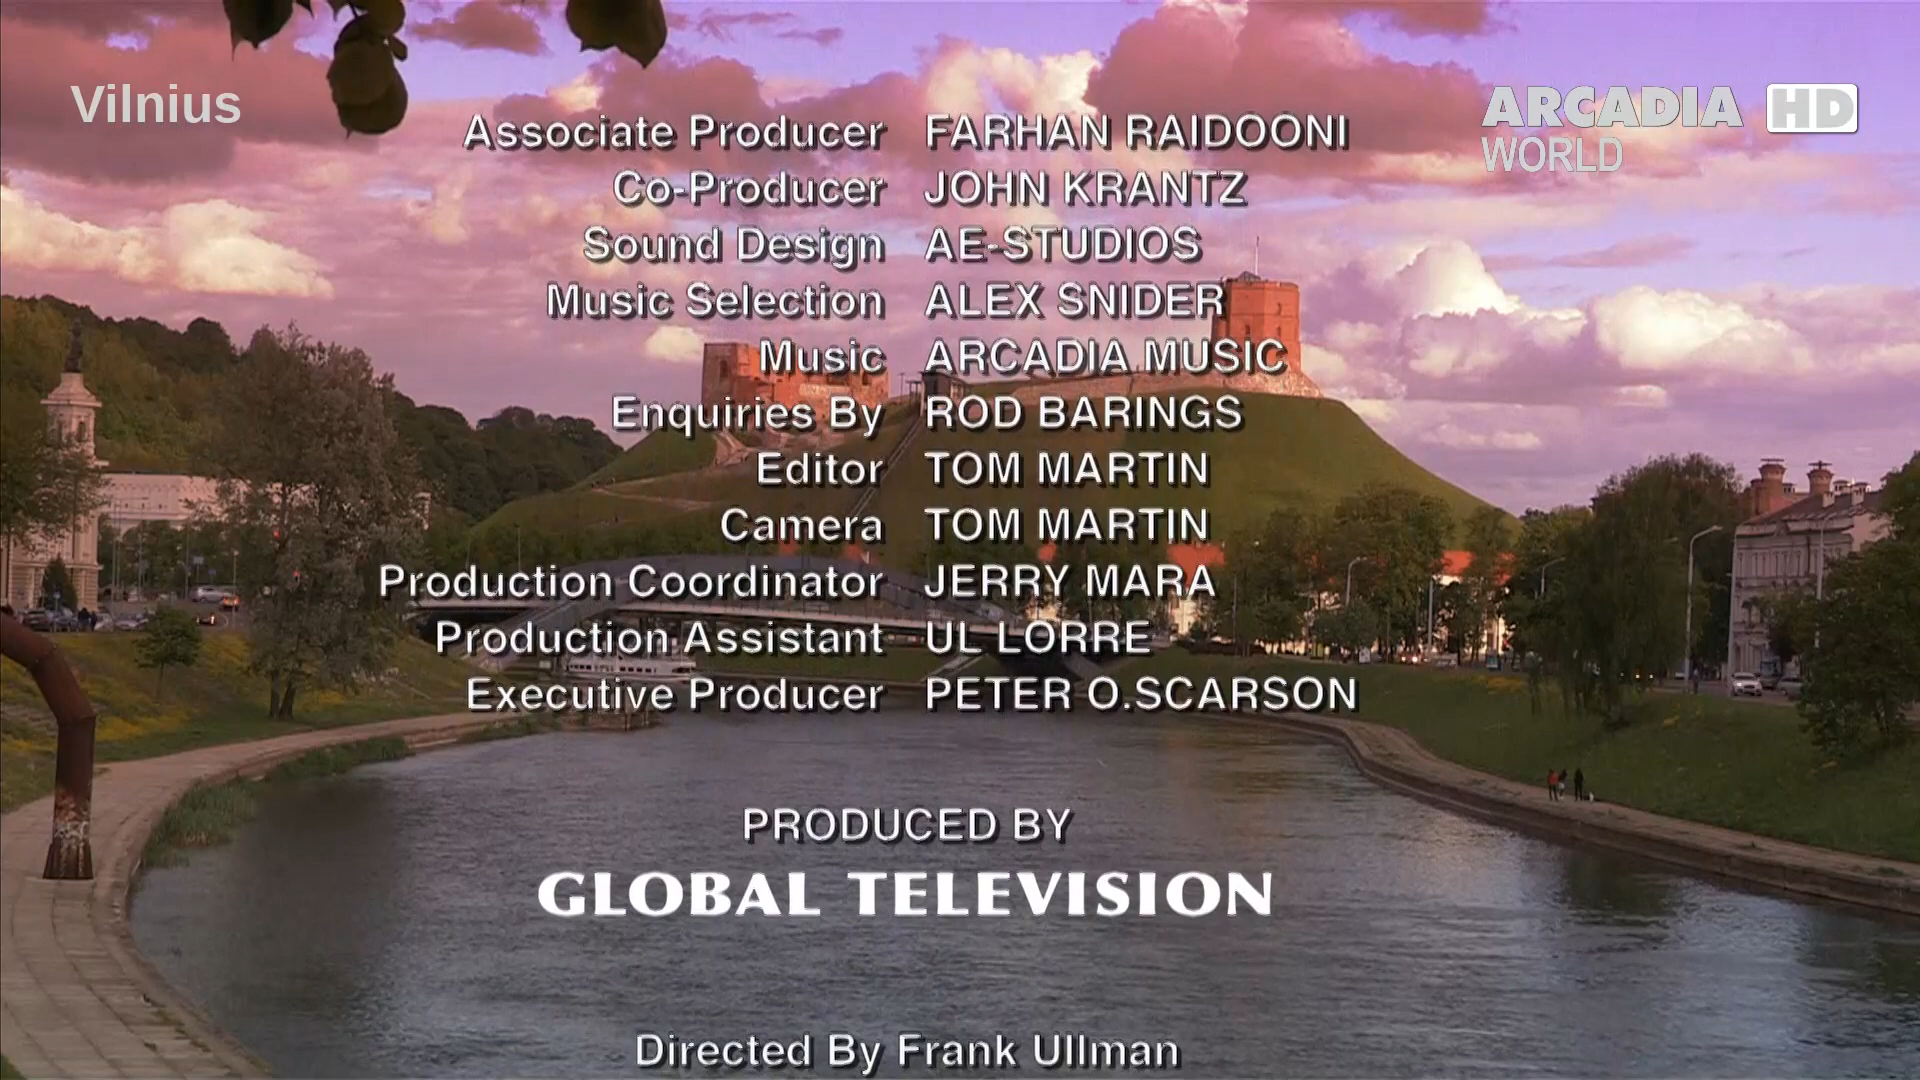 Vilnius
ARCADIA HD
WORLD
Associate Producer FARHAN RAIDOONI
Co-Producer JOHN KRANTZ
Sound Design AE-STUDIOS
Music Selection ALEX SNIDER
Music ARCADIA MUSIC
Enquiries By ROD BARINGS
Editor TOM MARTIN
Camera TOM MARTIN
Production Coordinator JERRY MARA
Production Assistant UL LORRE
Executive Producer PETER O.SCARSON
PRODUCED BY
GLOBAL TELEVISION
Directed By Frank Ullman